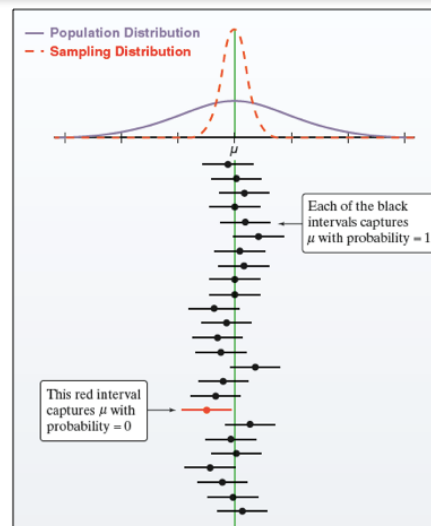 Population Distribution
Sampling Distribution
μ
Each of the black
intervals captures
μ with probability = 1
This red interval
captures μ with
probability = 0